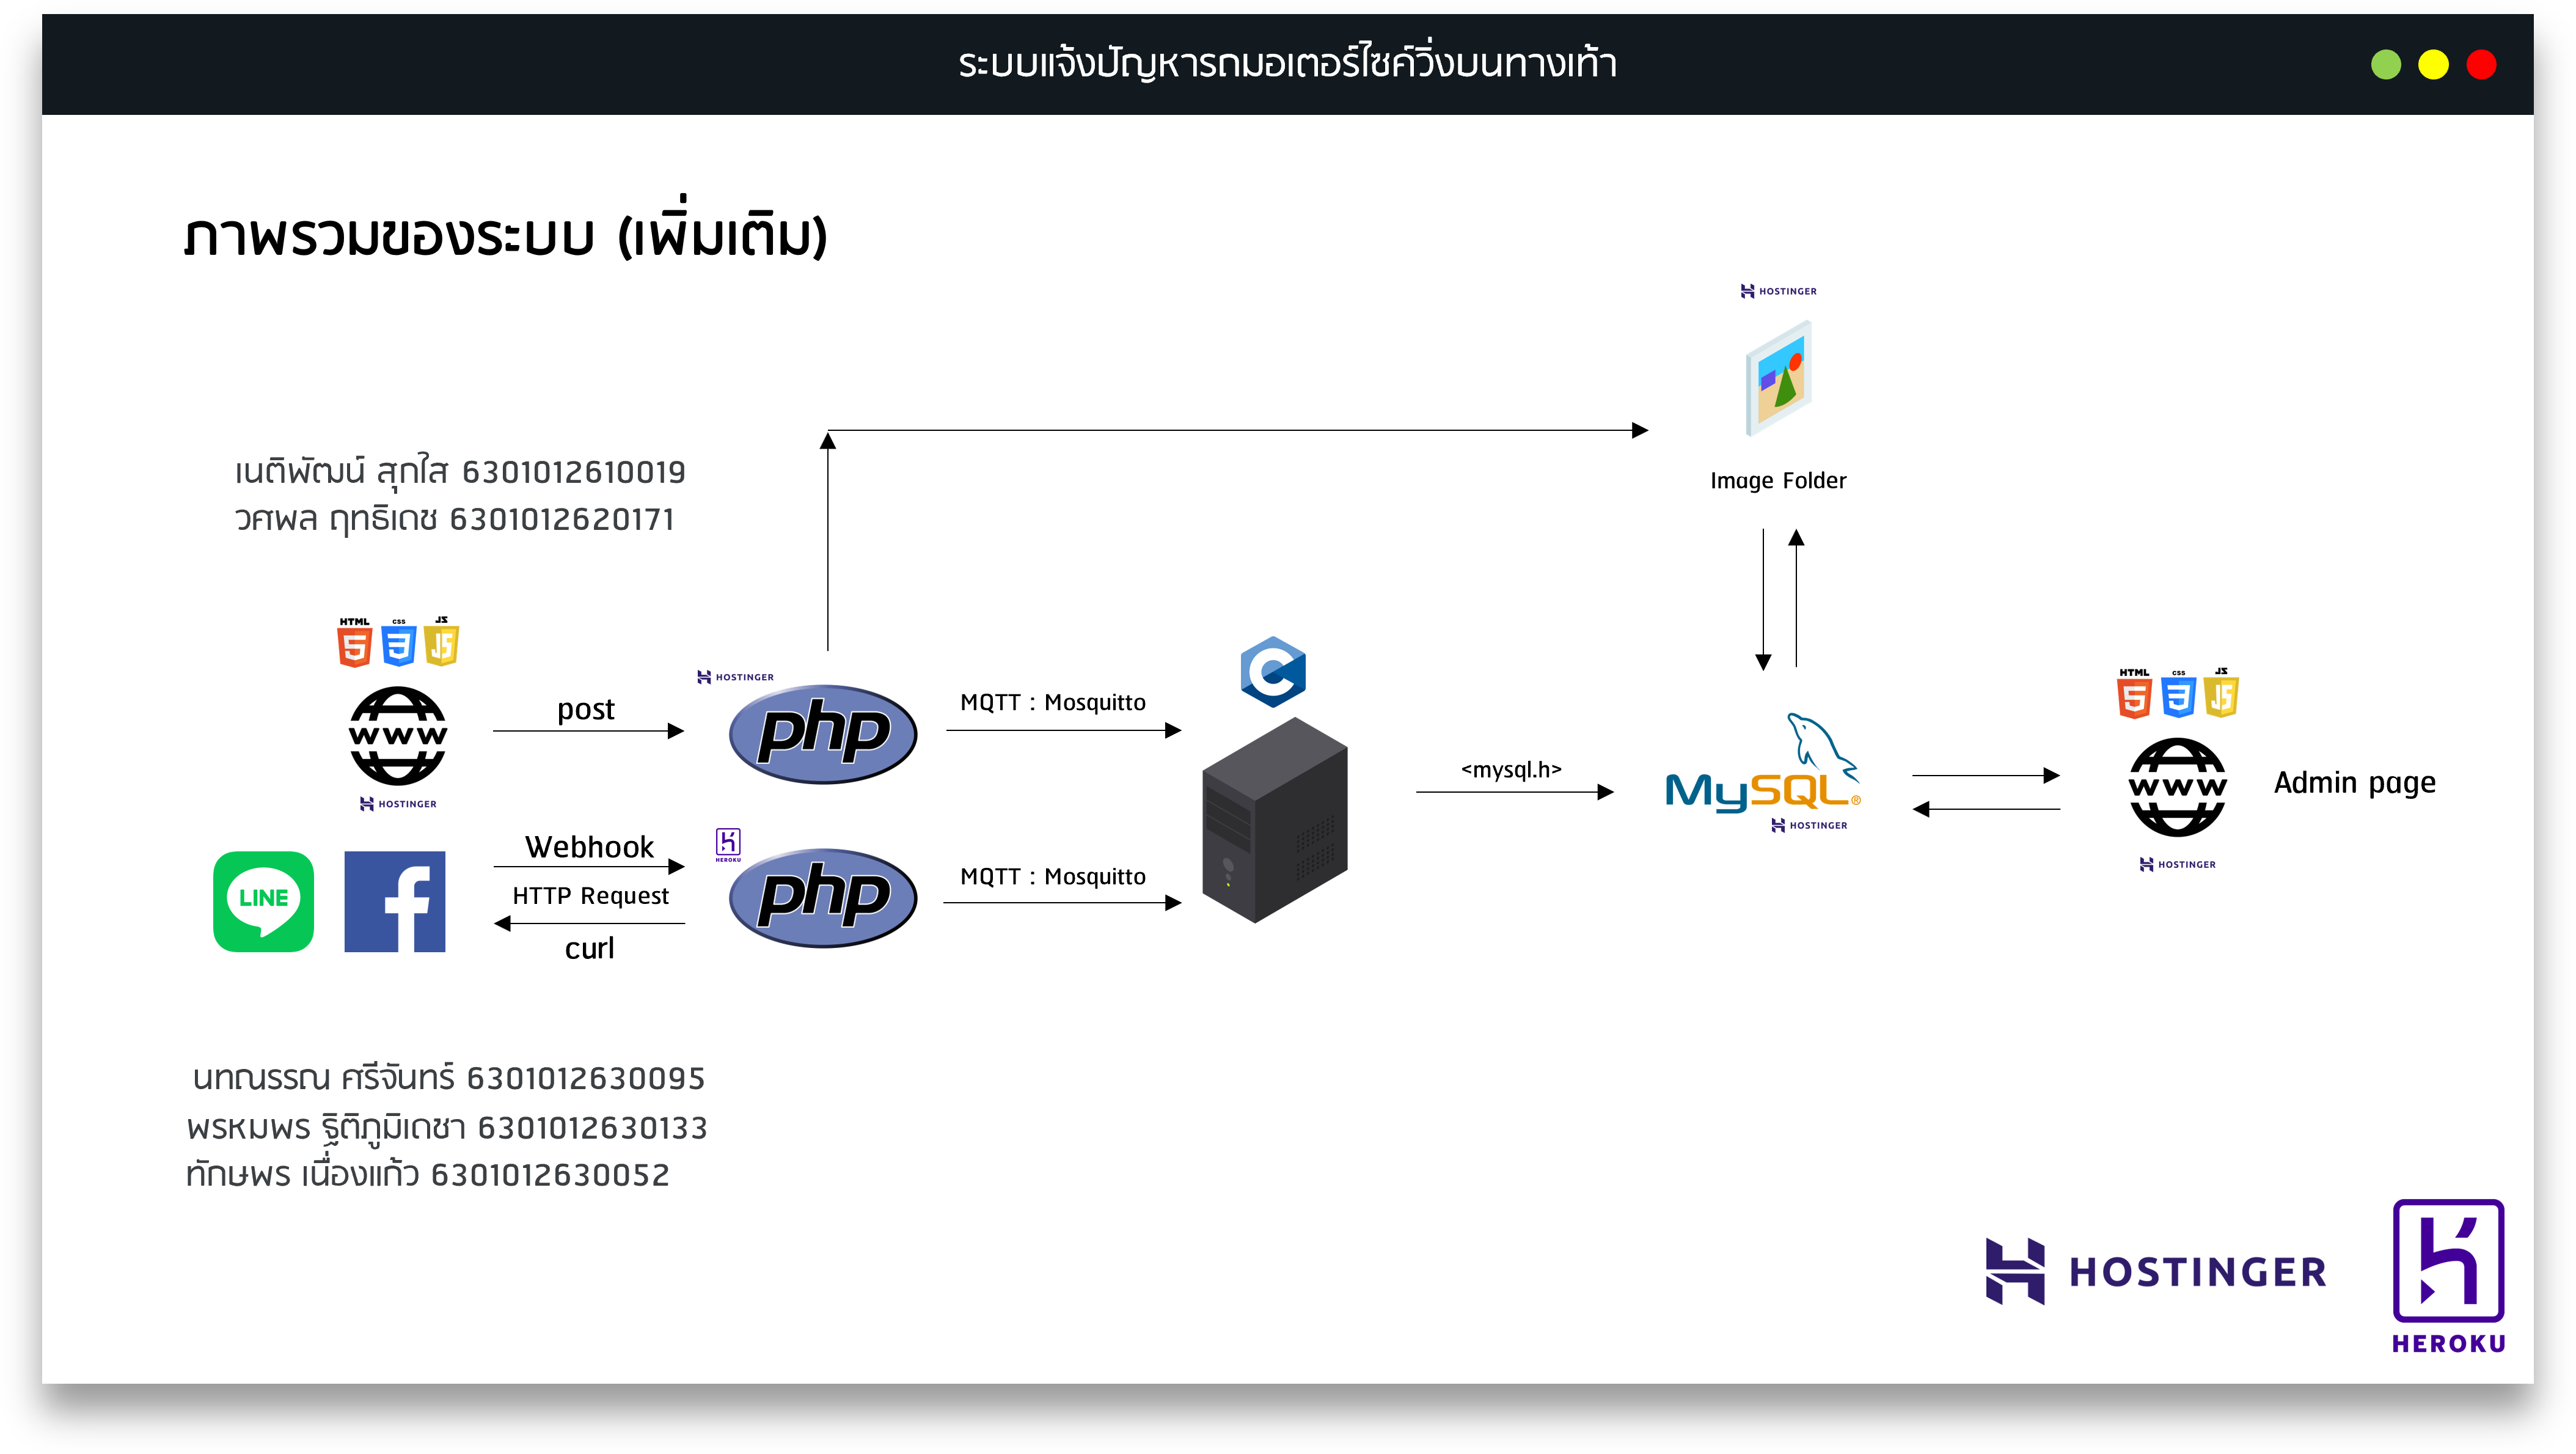 ระบบแจ้งปัญหารถมอเตอร์ไซค์วิ่งบนทางเท้า
ภาพรวมของระบบ (เพิ่มเติม)
HOSTINGER
Image Folder
เนติพัฒน์ สุกใส 6301012610019
วศพล ฤทธิเดช 6301012620171
HTML CSS JS
5 3 JS
WWW
HOSTINGER
post
HOSTINGER
php
MQTT : Mosquitto
C
<mysql.h>
MySQL®
HOSTINGER
HTML CSS JS
5 3 JS
WWW
HOSTINGER
Admin page
LINE
f
Webhook
HTTP Request
curl
HEROKU
php
MQTT : Mosquitto
นทณรรณ ศรีจันทร์ 6301012630095
พรหมพร ฐิติภูมิเดชา 6301012630133
ทักษพร เนื่องแก้ว 6301012630052
HOSTINGER
HEROKU